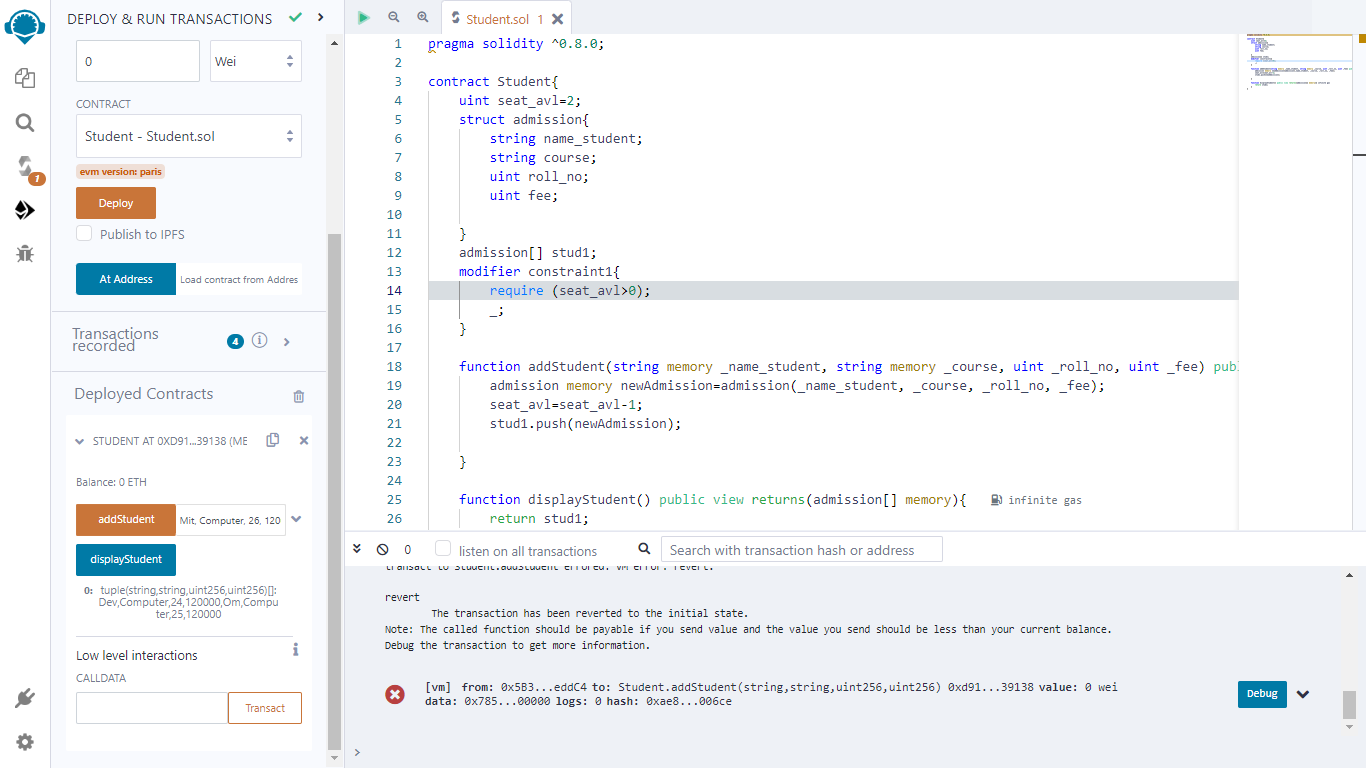 DEPLOY & RUN TRANSACTIONS
0
Wei
CONTRACT
Student - Student.sol
evm version: paris
Deploy
Publish to IPFS
At Address
Load contract from Addres
Transactions recorded
4
Deployed Contracts
STUDENT AT 0XD91...39138 (ME
Balance: 0 ETH
addStudent
Mit, Computer, 26, 120
displayStudent
0: tuple(string,string,uint256,uint256)[]:
Dev,Computer,24,120000,Om,Compu
ter,25,120000
Low level interactions
CALLDATA
Transact
1
Student.sol 1
1 pragma solidity ^0.8.0;
2
3 contract Student{
4 uint seat_avl=2;
5 struct admission{
6 string name_student;
7 string course;
8 uint roll_no;
9 uint fee;
10
11 }
12 admission[] stud1;
13 modifier constraint1{
14 require (seat_avl>0);
15 _;
16 }
17
18 function addStudent(string memory _name_student, string memory _course, uint _roll_no, uint _fee) pub
19 admission memory newAdmission=admission(_name_student, _course, _roll_no, _fee);
20 seat_avl=seat_avl-1;
21 stud1.push(newAdmission);
22
23 }
24
25 function displayStudent() public view returns(admission[] memory){ infinite gas
26 return stud1;
0
listen on all transactions
Search with transaction hash or address
transact to Student.addStudent errored: VM error: revert.
revert
The transaction has been reverted to the initial state.
Note: The called function should be payable if you send value and the value you send should be less than your current balance.
Debug the transaction to get more information.
[vm] from: 0x5B3...eddC4 to: Student.addStudent(string,string,uint256,uint256) 0xd91...39138 value: 0 wei
data: 0x785...00000 logs: 0 hash: 0xae8...006ce
Debug
>